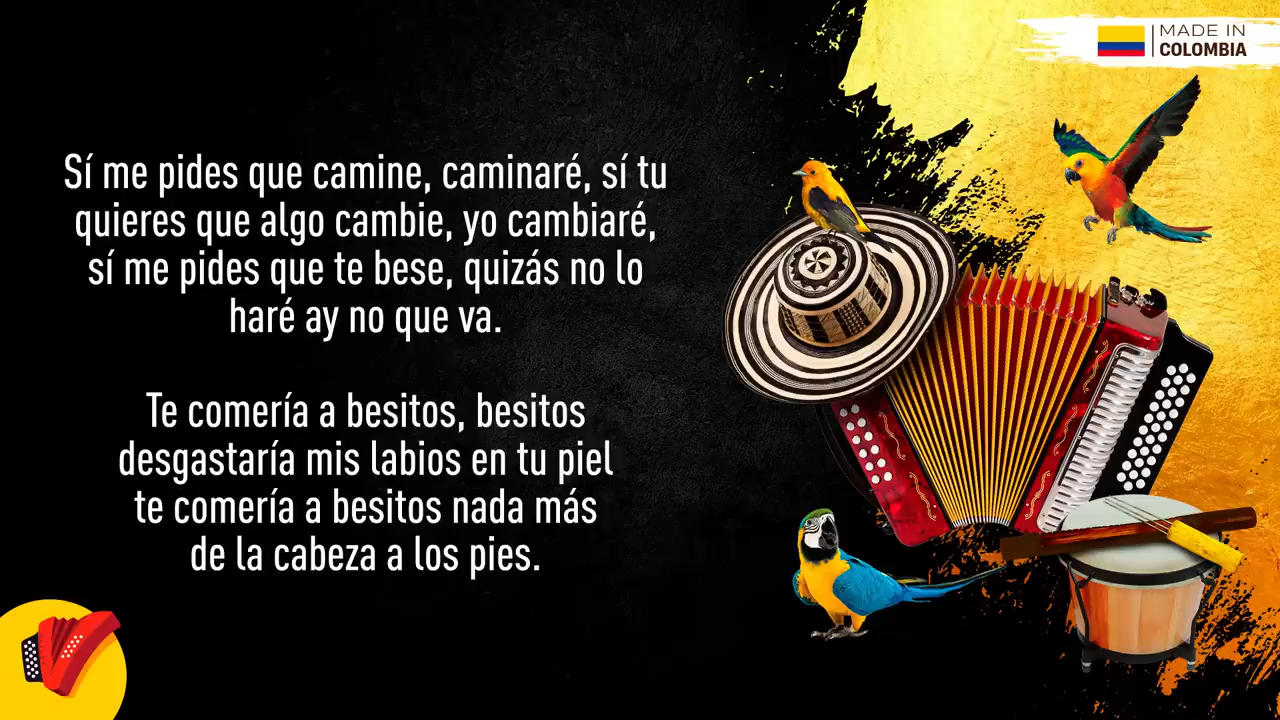 MADE IN
COLOMBIA
Sí me pides que camine, caminaré, sí tu
quieres que algo cambie, yo cambiaré,
sí me pides que te bese, quizás no lo
haré ay no que va.
Te comería a besitos, besitos
desgastaría mis labios en tu piel
te comería a besitos nada más
de la cabeza a los pies.